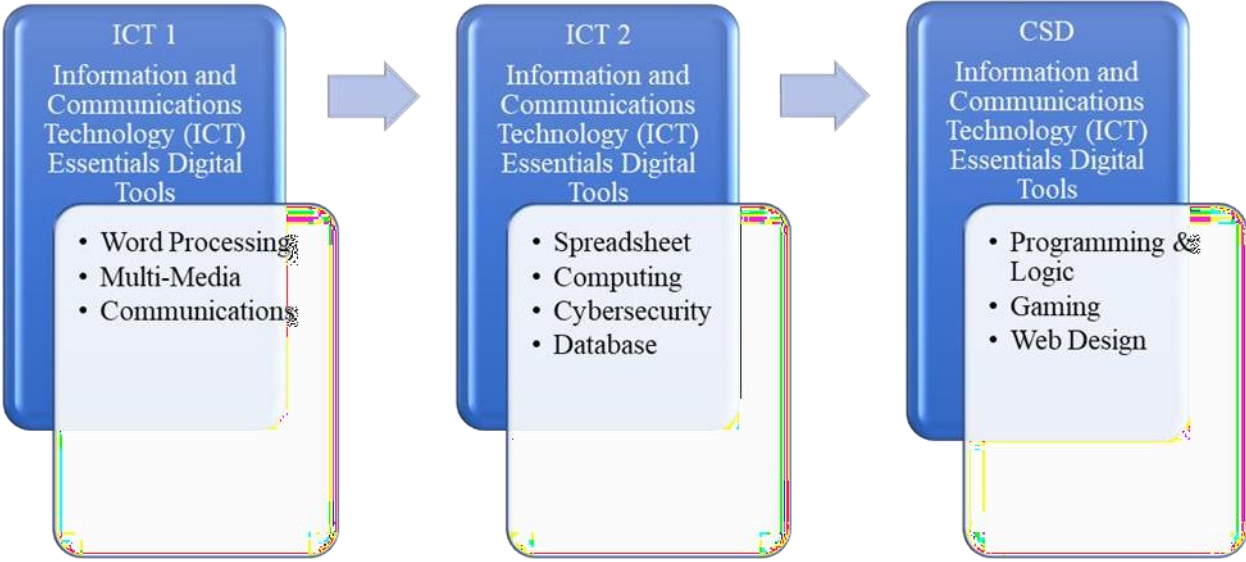 ICT 1
Information and
Communications
Technology (ICT)
Essentials Digital
Tools
• Word Processing
• Multi-Media
• Communications
ICT 2
Information and
Communications
Technology (ICT)
Essentials Digital
Tools
• Spreadsheet
• Computing
• Cybersecurity
• Database
CSD
Information and
Communications
Technology (ICT)
Essentials Digital
Tools
• Programming &
Logic
• Gaming
• Web Design